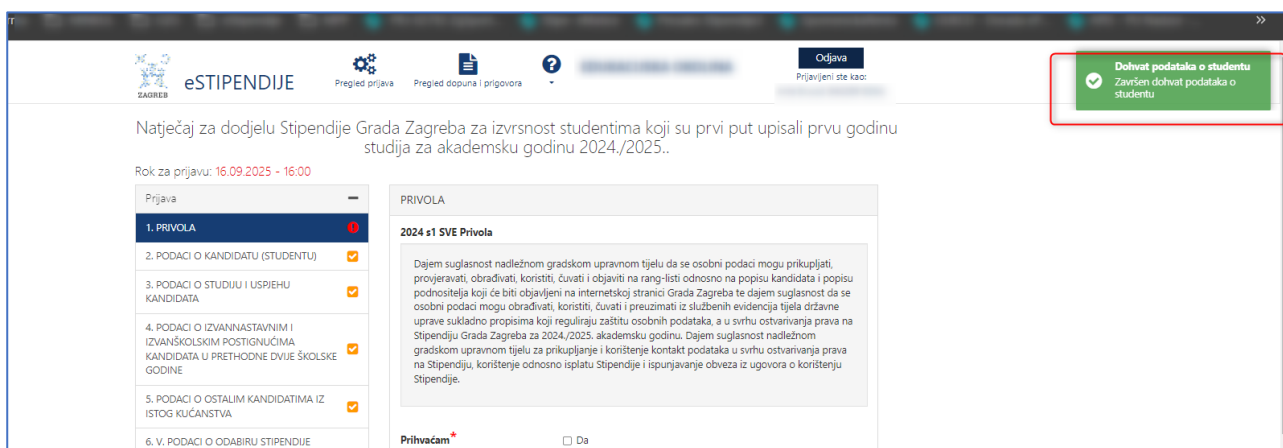 »
ZAGREB
eSTIPENDIJE
Pregled prijava
Pregled dopuna i prigovora
Odjava
Prijavljeni ste kao:
Dohvat podataka o studentu
Završen dohvat podataka o
studentu
Natječaj za dodjelu Stipendije Grada Zagreba za izvrsnost studentima koji su prvi put upisali prvu godinu
studija za akademsku godinu 2024./2025..
Rok za prijavu: 16.09.2025 - 16:00
Prijava
1. PRIVOLA
2. PODACI O KANDIDATU (STUDENTU)
3. PODACI O STUDIJU I USPJEHU
KANDIDATA
4. PODACI O IZVANNASTAVNIM I
IZVANŠKOLSKIM POSTIGNUĆIMA
KANDIDATA U PRETHODNE DVIJE ŠKOLSKE
GODINE
5. PODACI O OSTALIM KANDIDATIMA IZ
ISTOG KUĆANSTVA
6. V. PODACI O ODABIRU STIPENDIJE
PRIVOLA
2024 s1 SVE Privola
Dajem suglasnost nadležnom gradskom upravnom tijelu da se osobni podaci mogu prikupljati,
provjeravati, obrađivati, koristiti, čuvati i objaviti na rang-listi odnosno na popisu kandidata i popisu
podnositelja koji će biti objavljeni na internetskoj stranici Grada Zagreba te dajem suglasnost da se
osobni podaci mogu obrađivati, koristiti, čuvati i preuzimati iz službenih evidencija tijela državne
uprave sukladno propisima koji reguliraju zaštitu osobnih podataka, a u svrhu ostvarivanja prava na
Stipendiju Grada Zagreba za 2024./2025. akademsku godinu. Dajem suglasnost nadležnom
gradskom upravnom tijelu za prikupljanje i korištenje kontakt podataka u svrhu ostvarivanja prava
na Stipendiju, korištenje odnosno isplatu Stipendije i ispunjavanje obveza iz ugovora o korištenju
Stipendije.
Prihvaćam*
Da